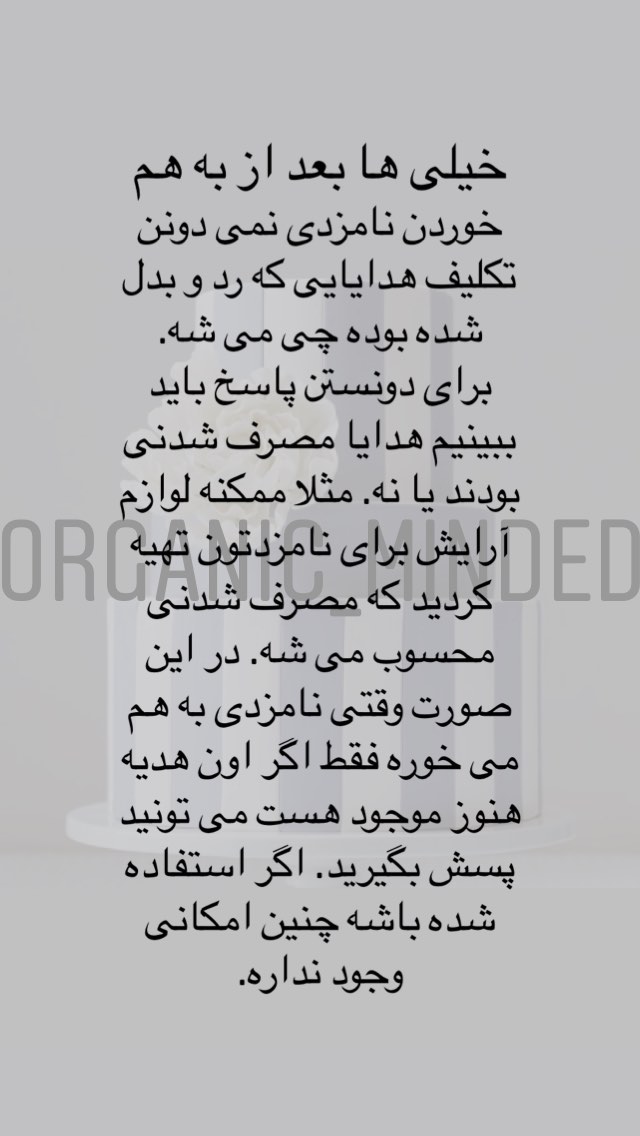 خیلی ها بعد از به هم
خوردن نامزدی نمی دونن
تکلیف هدایایی که رد و بدل
شده بوده چی می شه.
برای دونستن پاسخ باید
ببینیم هدایا مصرف شدنی
بودند یا نه. مثلا ممکنه لوازم
آرایش برای نامزدتون تهیه
ORGANIC_MINDED
کردید که مصرف شدنی
محسوب می شه. در این
صورت وقتی نامزدی به هم
می خوره فقط اگر اون هدیه
هنوز موجود هست می تونید
پسش بگیرید. اگر استفاده
شده باشه چنین امکانی
وجود نداره.